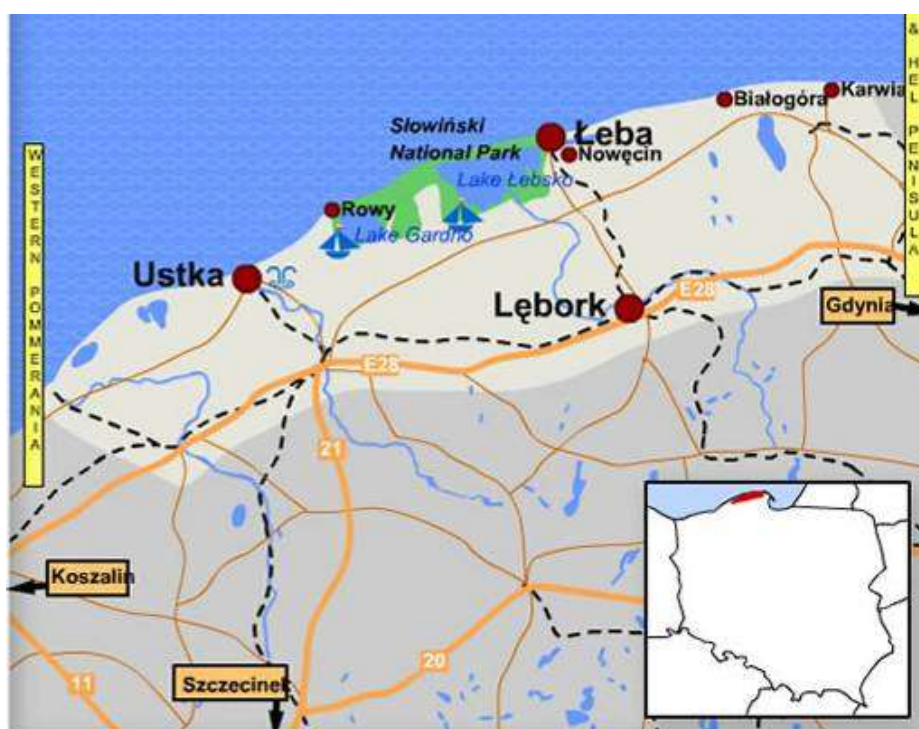 & HEL PENISULA
Karwia
Białogóra
Słowiński
National Park
Łeba
Nowęcin
Lake Łebsko
Rowy
Lake Gardno
WESTERN POMMERANIA
Ustka
Lębork
E28
Gdynia
E28
21
Koszalin
Szczecinek
20
11